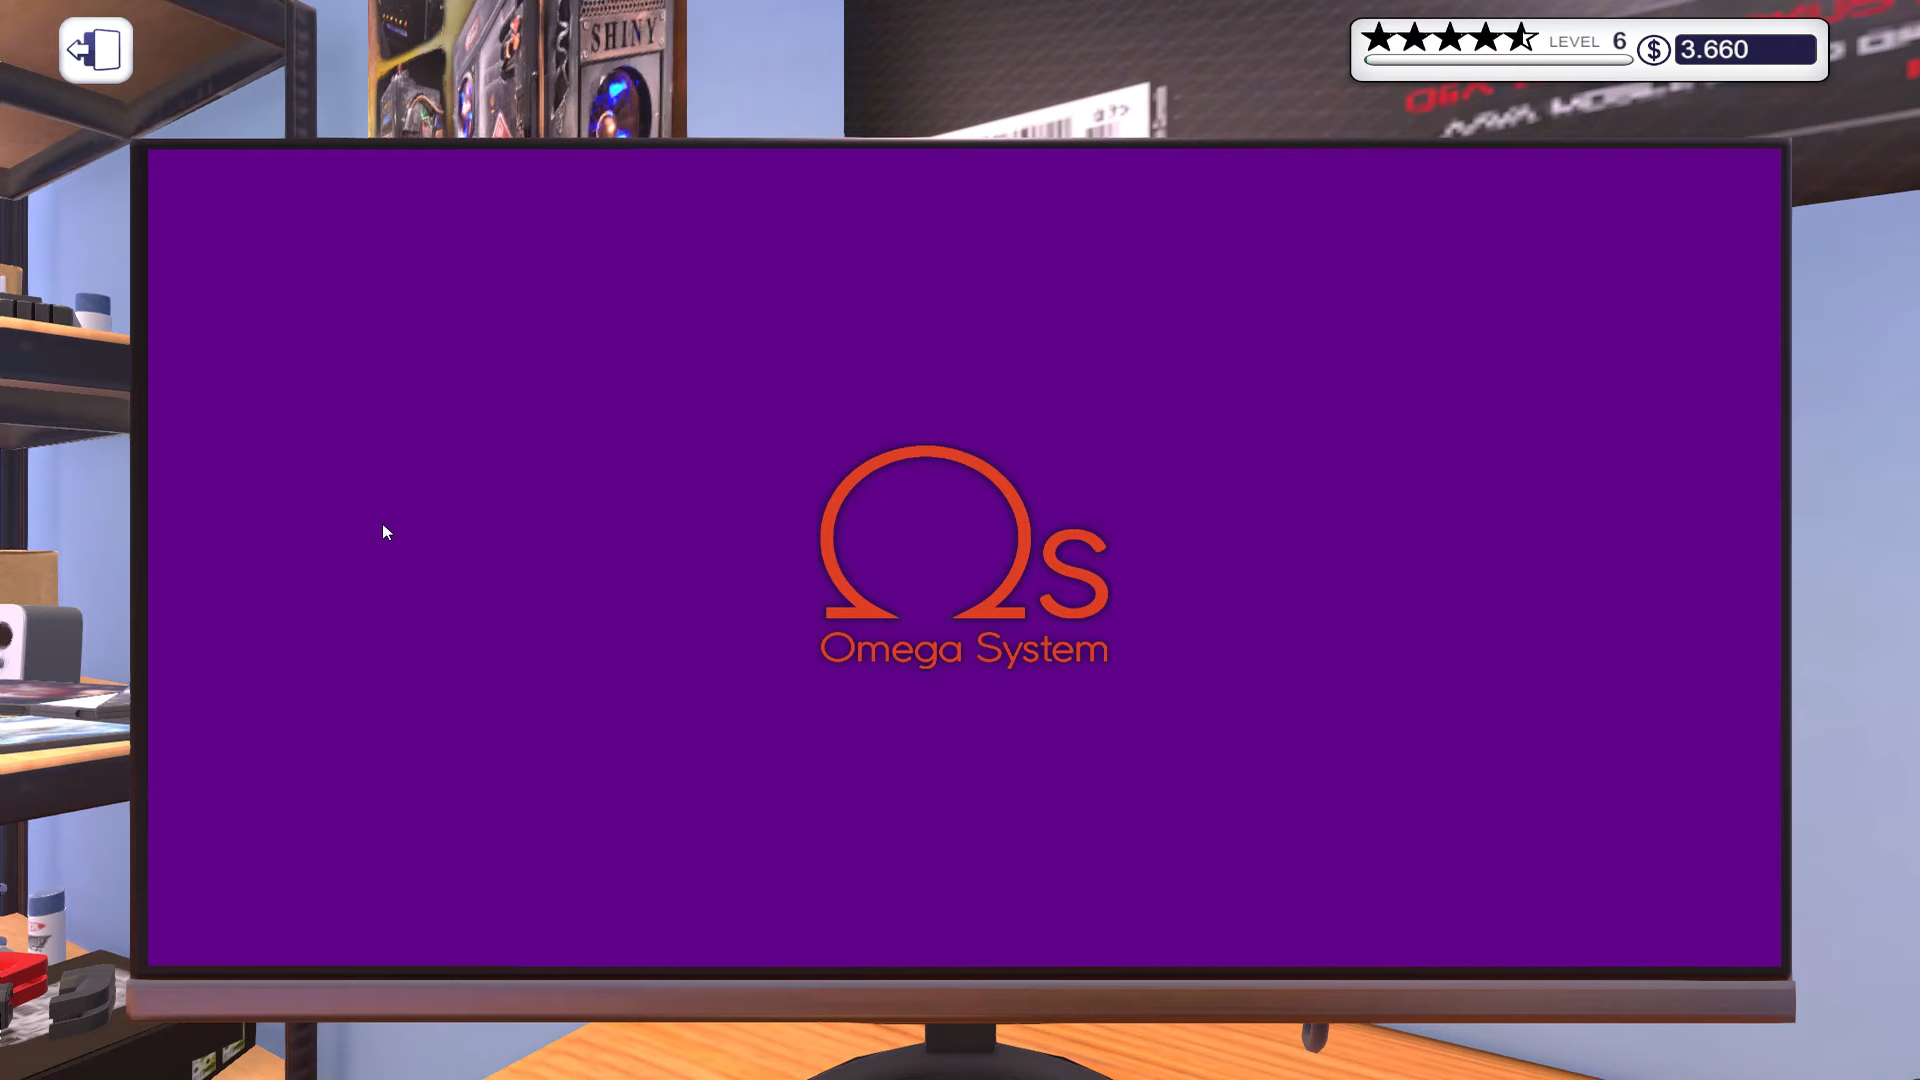 SHINY
LEVEL 6
$ 3.660
Ωs
Omega System